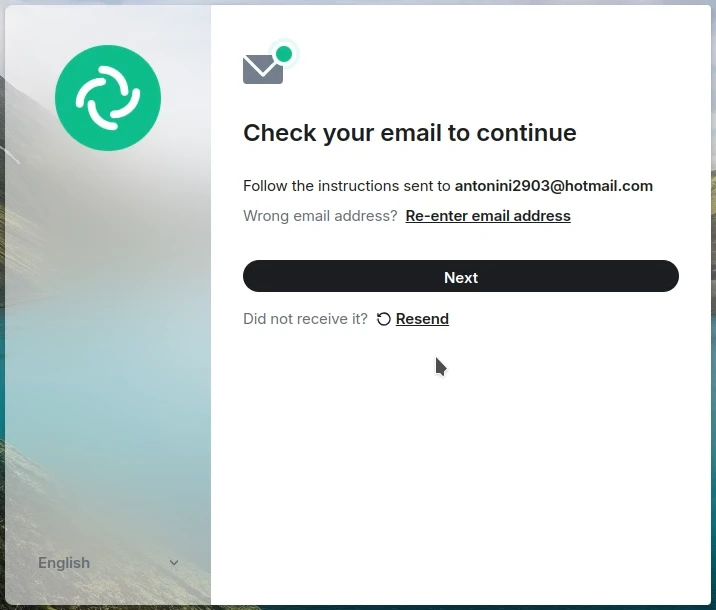 Check your email to continue
Follow the instructions sent to antonini2903@hotmail.com
Wrong email address? Re-enter email address
Next
Did not receive it? Resend
English